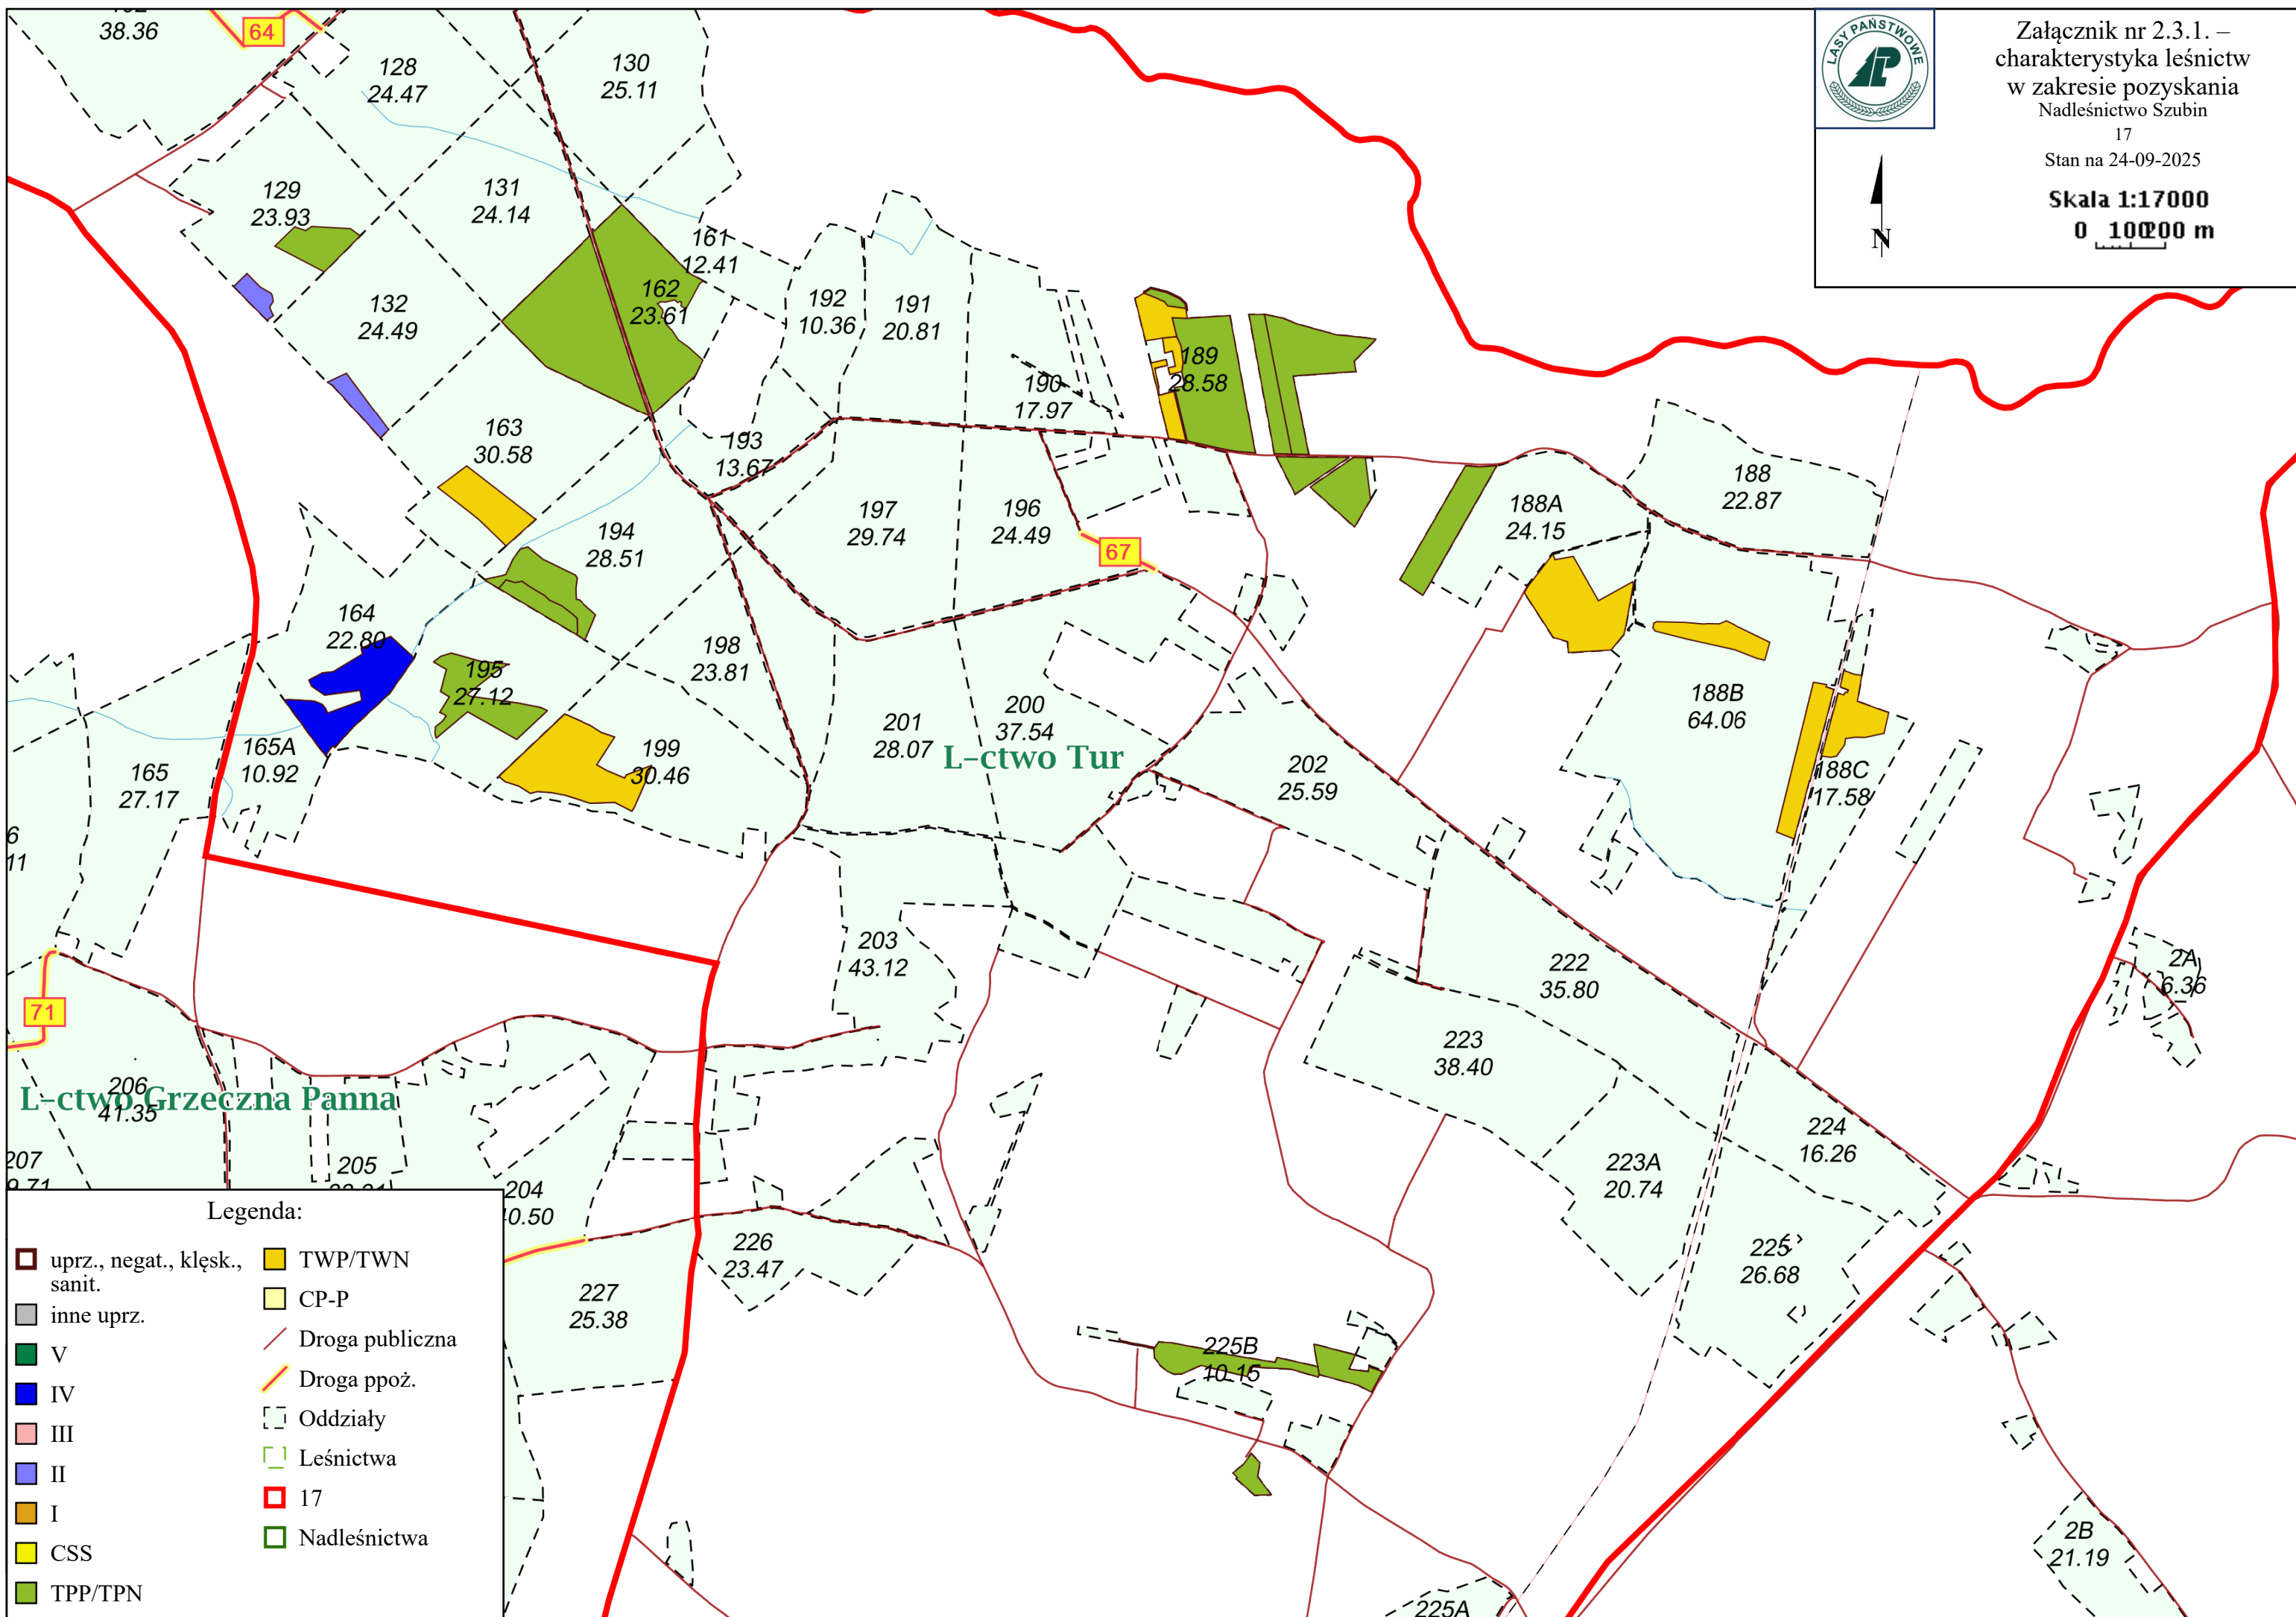 38.36
64
128
24.47
130
25.11
LASY PAŃSTWOWE
Załącznik nr 2.3.1. –
charakterystyka leśnictw
w zakresie pozyskania
Nadleśnictwo Szubin
17
Stan na 24-09-2025
Skala 1:17000
0 100 200 m
N
129
23.93
131
24.14
161
12.41
162
23.61
132
24.49
192
10.36
191
20.81
189
28.58
190
17.97
163
30.58
193
13.67
188
22.87
188A
24.15
197
29.74
196
24.49
194
28.51
67
164
22.80
195
27.12
198
23.81
188B
64.06
200
37.54
201
28.07
L-ctwo Tur
199
30.46
165A
10.92
165
27.17
202
25.59
188C
17.58
6
11
203
43.12
222
35.80
2A
6.36
71
223
38.40
206
41.35
L-ctwo Grzeczna Panna
224
16.26
207
9.71
205
223A
20.74
204
0.50
226
23.47
225
26.68
227
25.38
225B
10.15
2B
21.19
225A
Legenda:
uprz., negat., klęsk.,
sanit.
inne uprz.
V
IV
III
II
I
CSS
TPP/TPN
TWP/TWN
CP-P
Droga publiczna
Droga ppoż.
Oddziały
Leśnictwa
17
Nadleśnictwa